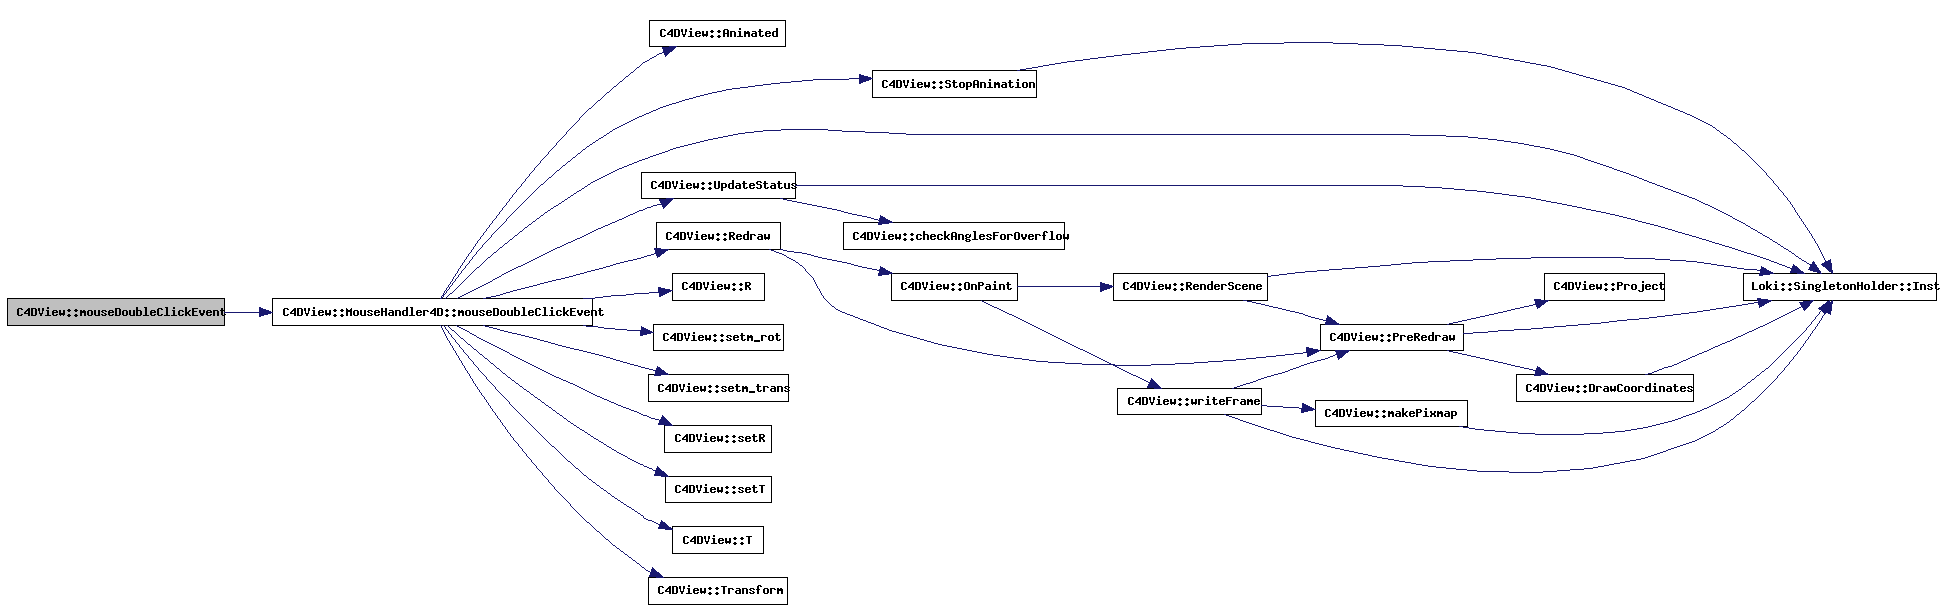 C4DView::Animated
C4DView::StopAnimation
C4DView::UpdateStatus
C4DView::Redraw
C4DView::checkAnglesForOverflow
C4DView::R
C4DView::OnPaint
C4DView::RenderScene
C4DView::Project
Loki::SingletonHolder::Inst
C4DView::mouseDoubleClickEvent
C4DView::MouseHandler4D::mouseDoubleClickEvent
C4DView::setm_rot
C4DView::PreRedraw
C4DView::setm_trans
C4DView::writeFrame
C4DView::DrawCoordinates
C4DView::makePixmap
C4DView::setR
C4DView::setT
C4DView::T
C4DView::Transform